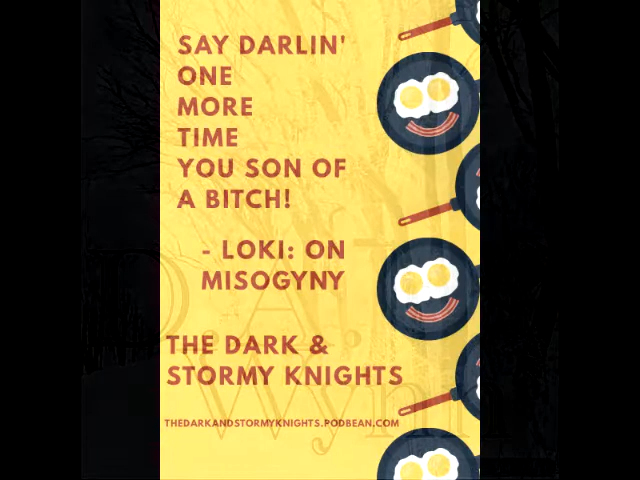 SAY DARLIN'
ONE
MORE
TIME
YOU SON OF
A BITCH!
- LOKI: ON
MISOGYNY
THE DARK &
STORMY KNIGHTS
THEDARKANDSTORMYKNIGHTS.PODBEAN.COM
D.A.
Wynn